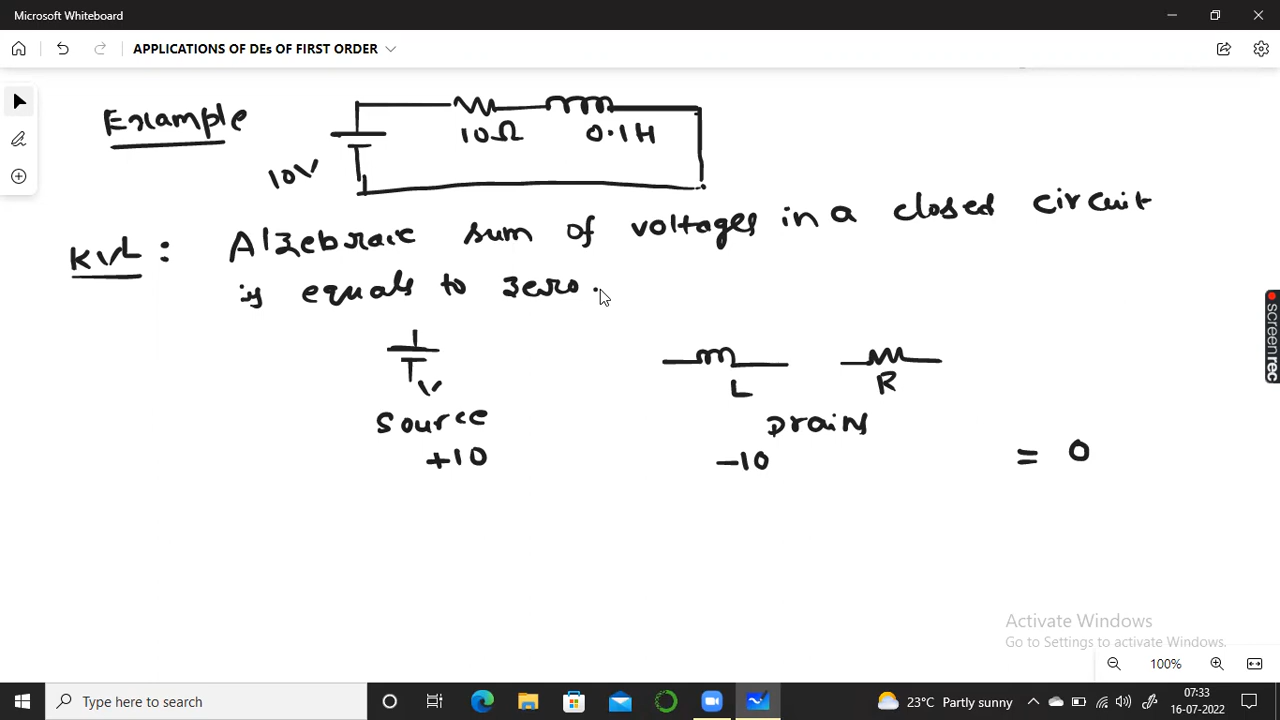 Microsoft Whiteboard
APPLICATIONS OF DEs OF FIRST ORDER
Example
10Ω 0.1H
10V
KVL : Algebraic sum of voltages in a closed circuit
is equals to zero.
V L R
Source Drains
+10 -10 = 0
screenrec
Activate Windows
Go to Settings to activate Windows.
100%
Type here to search
23°C Partly sunny
07:33
16-07-2022